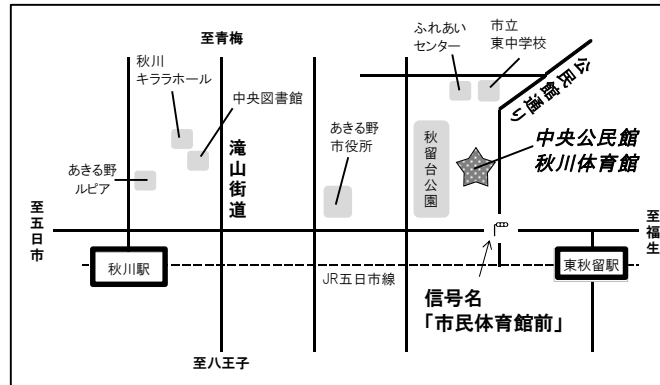 至青梅
ふれあい
センター
市立
東中学校
秋川
キララホール
中央図書館
公民館通り
あきる野
ルピア
滝山街道
あきる野
市役所
秋留台公園
中央公民館
秋川体育館
至五日市
至福生
秋川駅
JR五日市線
東秋留駅
信号名
「市民体育館前」
至八王子